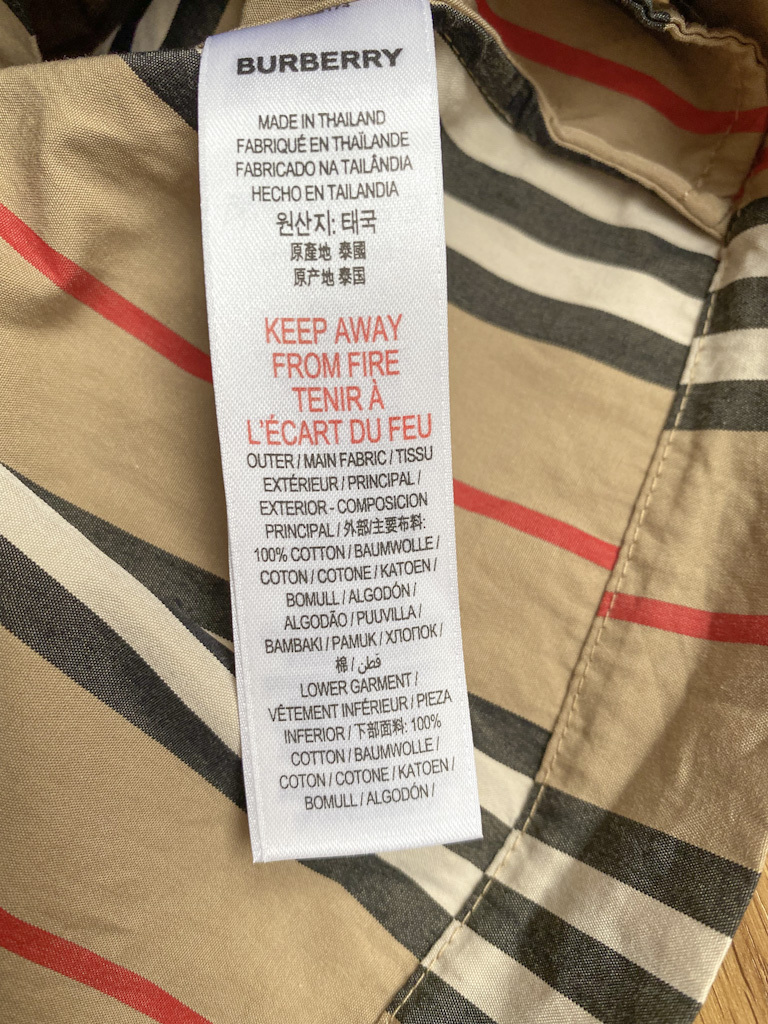 BURBERRY
MADE IN THAILAND
FABRIQUÉ EN THAÏLANDE
FABRICADO NA TAILÂNDIA
HECHO EN TAILANDIA
원산지: 태국
原產地 泰國
原产地 泰国
KEEP AWAY
FROM FIRE
TENIR À
L'ÉCART DU FEU
OUTER / MAIN FABRIC / TISSU
EXTÉRIEUR / PRINCIPAL /
EXTERIOR - COMPOSICION
PRINCIPAL / 外部/主要布料:
100% COTTON / BAUMWOLLE /
COTON / COTONE / KATOEN /
BOMULL / ALGODÓN /
ALGODÃO / PUUVILLA /
BAMBAKI / PAMUK / ХЛОПОК /
棉 / قطن /
LOWER GARMENT /
VÊTEMENT INFÉRIEUR / PIEZA
INFERIOR / 下部面料: 100%
COTTON / BAUMWOLLE /
COTON / COTONE / KATOEN /
BOMULL / ALGODÓN /